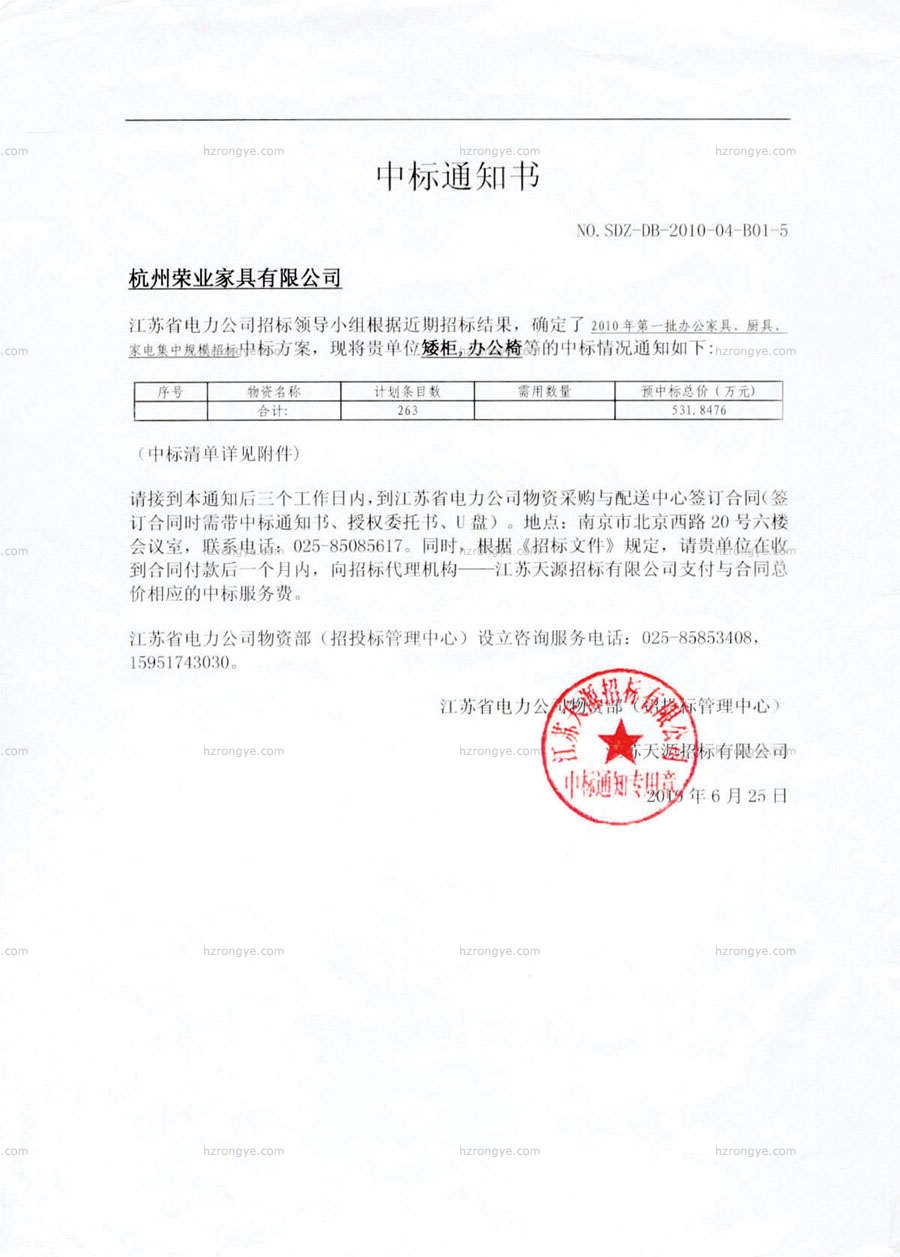 中标通知书
NO.SDZ-DB-2010-04-B01-5
杭州荣业家具有限公司
江苏省电力公司招标领导小组根据近期招标结果，确定了2010年第一批办公家具、厨具、
家电集中规模招标中标方案，现将贵单位矮柜,办公椅等的中标情况通知如下:
序号 物资名称 计划条目数 需用数量 预中标总价（万元）
合计: 263 531.8476
（中标清单详见附件）
请接到本通知后三个工作日内,到江苏省电力公司物资采购与配送中心签订合同(签
订合同时需带中标通知书、授权委托书、U盘）。地点：南京市北京西路20号六楼
会议室，联系电话：025-85085617。同时，根据《招标文件》规定，请贵单位在收
到合同付款后一个月内，向招标代理机构——江苏天源招标有限公司支付与合同总
价相应的中标服务费。
江苏省电力公司物资部（招投标管理中心）设立咨询服务电话：025-85853408，
15951743030。
江苏省电力公司物资部（招投标管理中心）
江苏天源招标有限公司
2010年6月25日
江苏天源招标有限公司
中标通知专用章
hzrongye.com